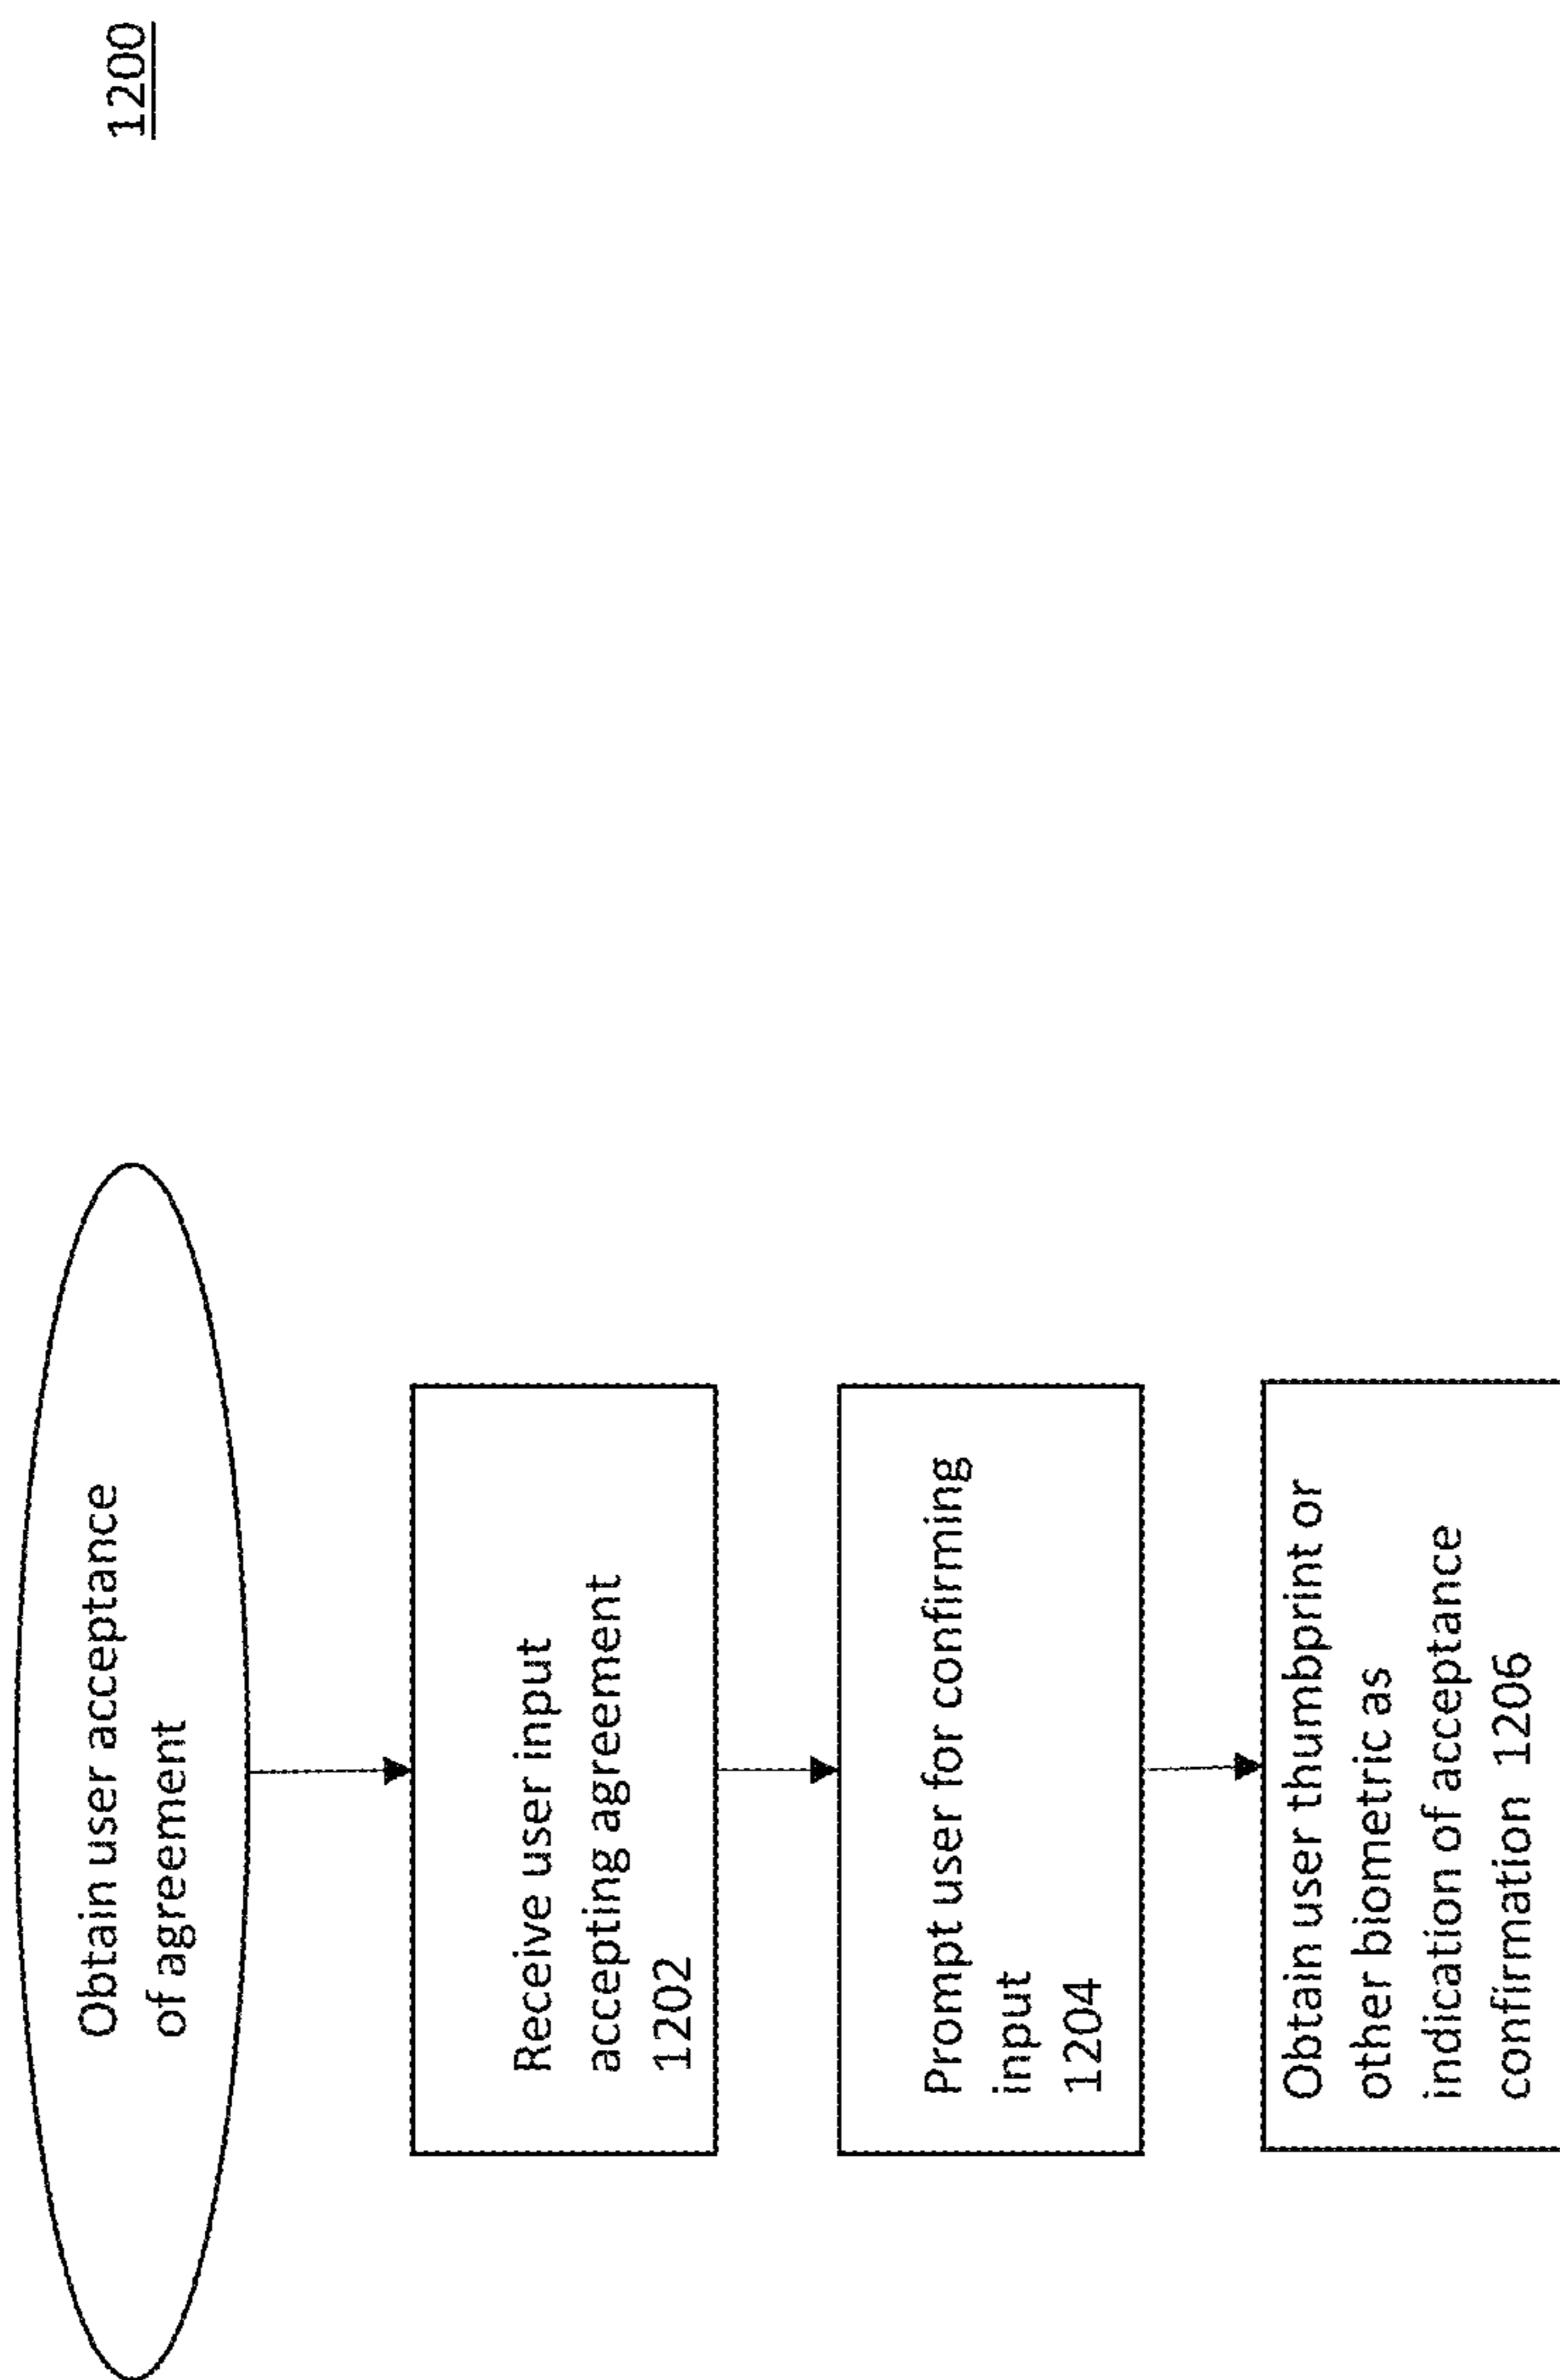 1200
Obtain user acceptance
of agreement
Receive user input
accepting agreement
1202
Prompt user for confirming
input
1204
Obtain user thumbprint or
other biometric as
indication of acceptance
confirmation 1206